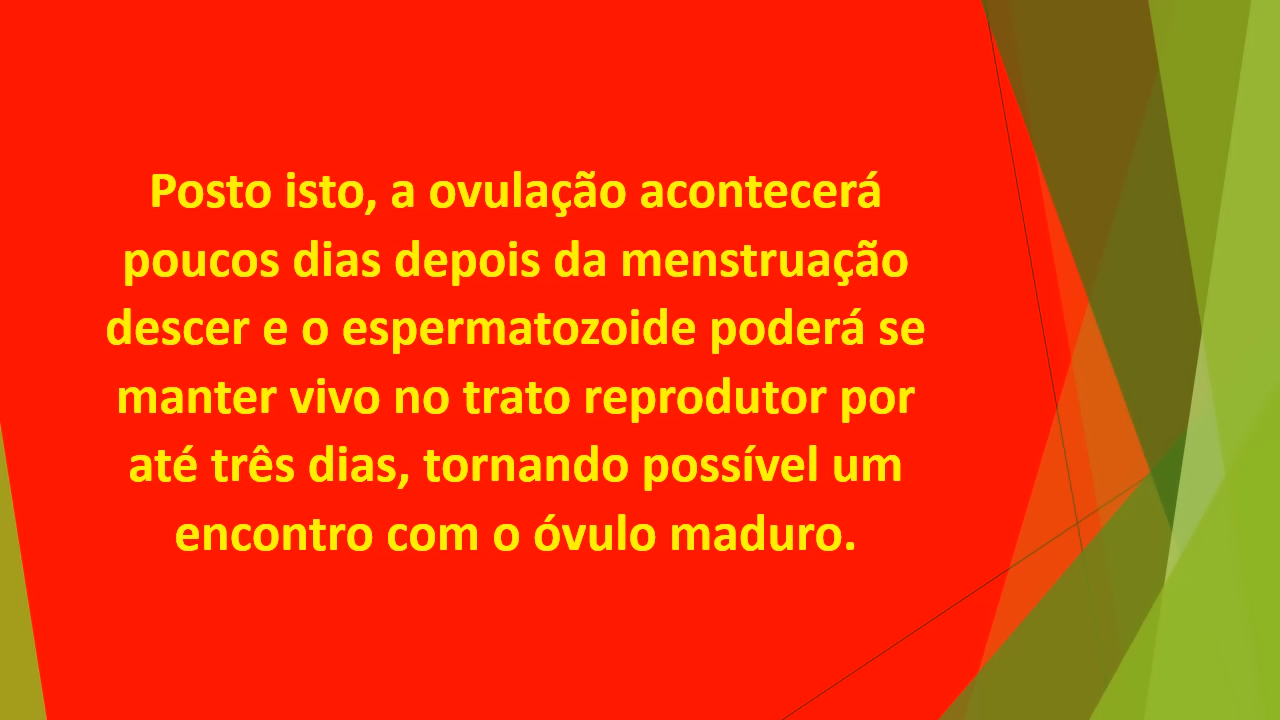 Posto isto, a ovulação acontecerá
poucos dias depois da menstruação
descer e o espermatozoide poderá se
manter vivo no trato reprodutor por
até três dias, tornando possível um
encontro com o óvulo maduro.